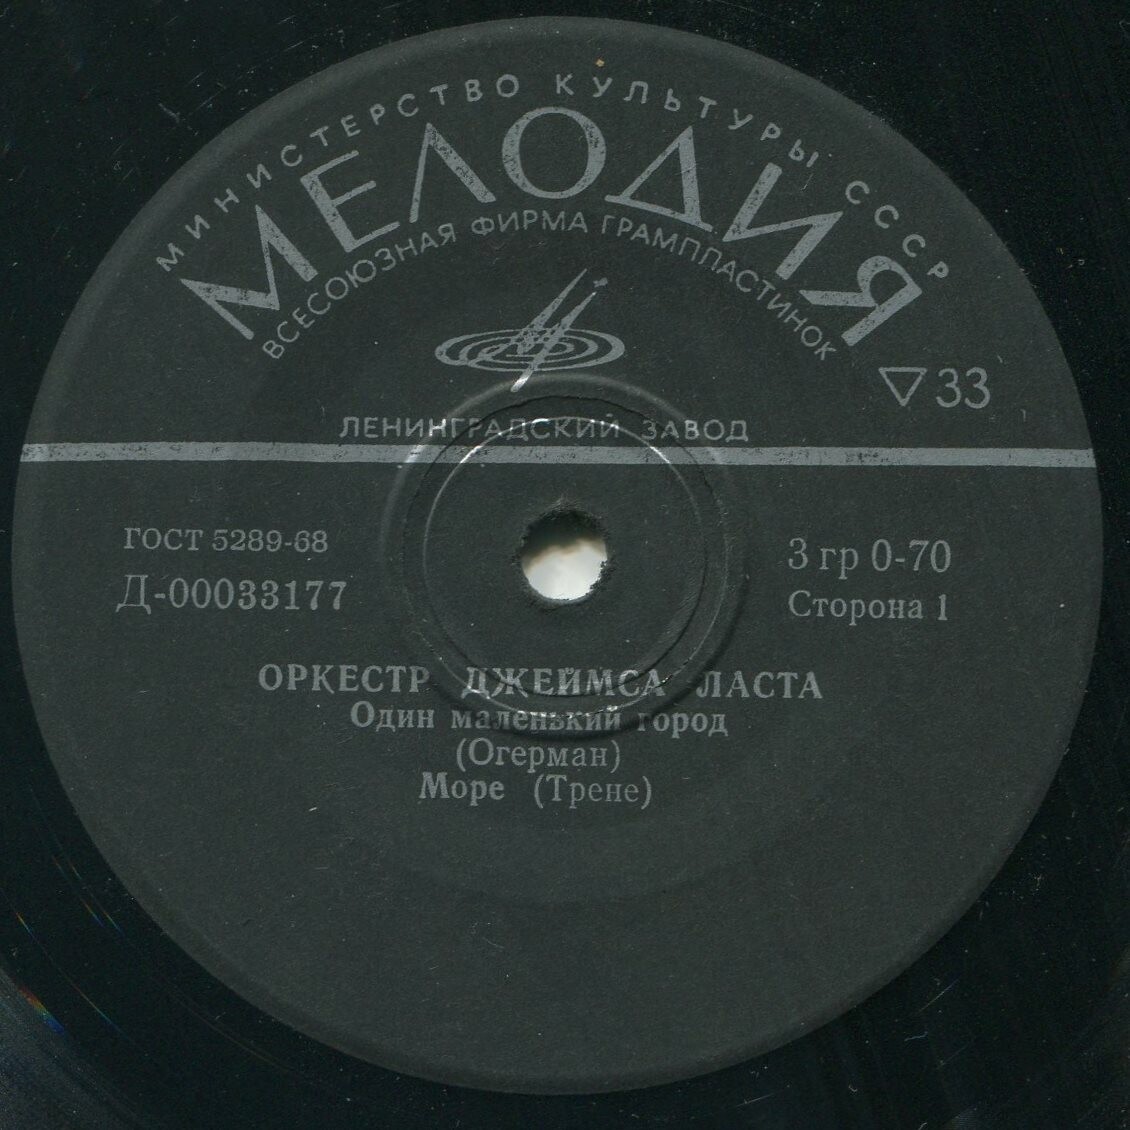 МИНИСТЕРСТВО КУЛЬТУРЫ СССР
МЕЛОДИЯ
ВСЕСОЮЗНАЯ ФИРМА ГРАМПЛАСТИНОК
33
ЛЕНИНГРАДСКИЙ ЗАВОД
ГОСТ 5289-68
Д-00033177
3 гр 0-70
Сторона 1
ОРКЕСТР ДЖЕЙМСА ЛАСТА
Один маленький город
(Огерман)
Море (Трене)